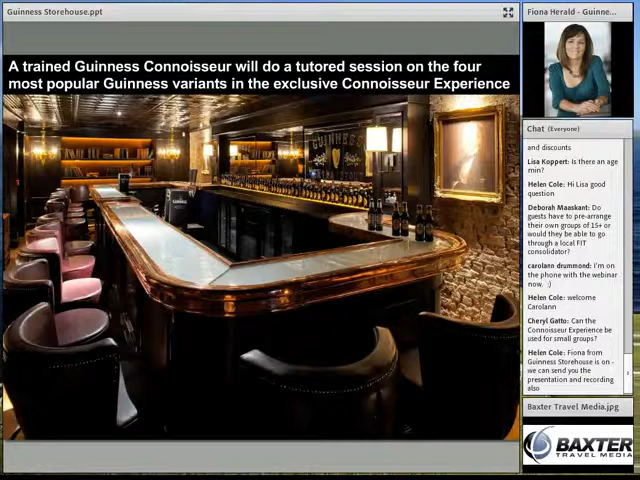 Guinness Storehouse.ppt
A trained Guinness Connoisseur will do a tutored session on the four
most popular Guinness variants in the exclusive Connoisseur Experience
GUINNESS
Fiona Herald - Guinne...
Chat (Everyone)
and discounts
Lisa Koppert: Is there an age
min?
Helen Cole: Hi Lisa good
question
Deborah Maaskant: Do
guests have to pre-arrange
their own groups of 15+ or
would they be able to go
through a local FIT
consolidator?
carolann drummond: I'm on
the phone with the webinar
now. :)
Helen Cole: welcome
Carolann
Cheryl Gatto: Can the
Connoisseur Experience be
used for small groups?
Helen Cole: Fiona from
Guinness Storehouse is on -
we can send you the
presentation and recording
also
Baxter Travel Media.jpg
BAXTER
TRAVEL MEDIA